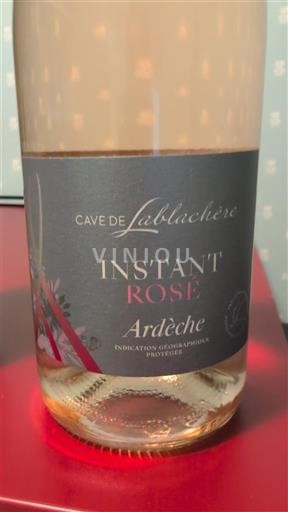 CAVE DE Lablachère
VINIOU
INSTANT
ROSÉ
Ardèche
INDICATION GÉOGRAPHIQUE
PROTÉGÉE